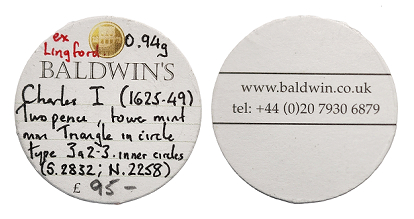 ex
Lingford
0.94g
BALDWIN'S
Charles I (1625-49)
Twopence, tower mint
mm Triangle in circle
type 3a2-3. inner circles
(S.2832; N.2258)
£ 95-
www.baldwin.co.uk
tel: +44 (0)20 7930 6879